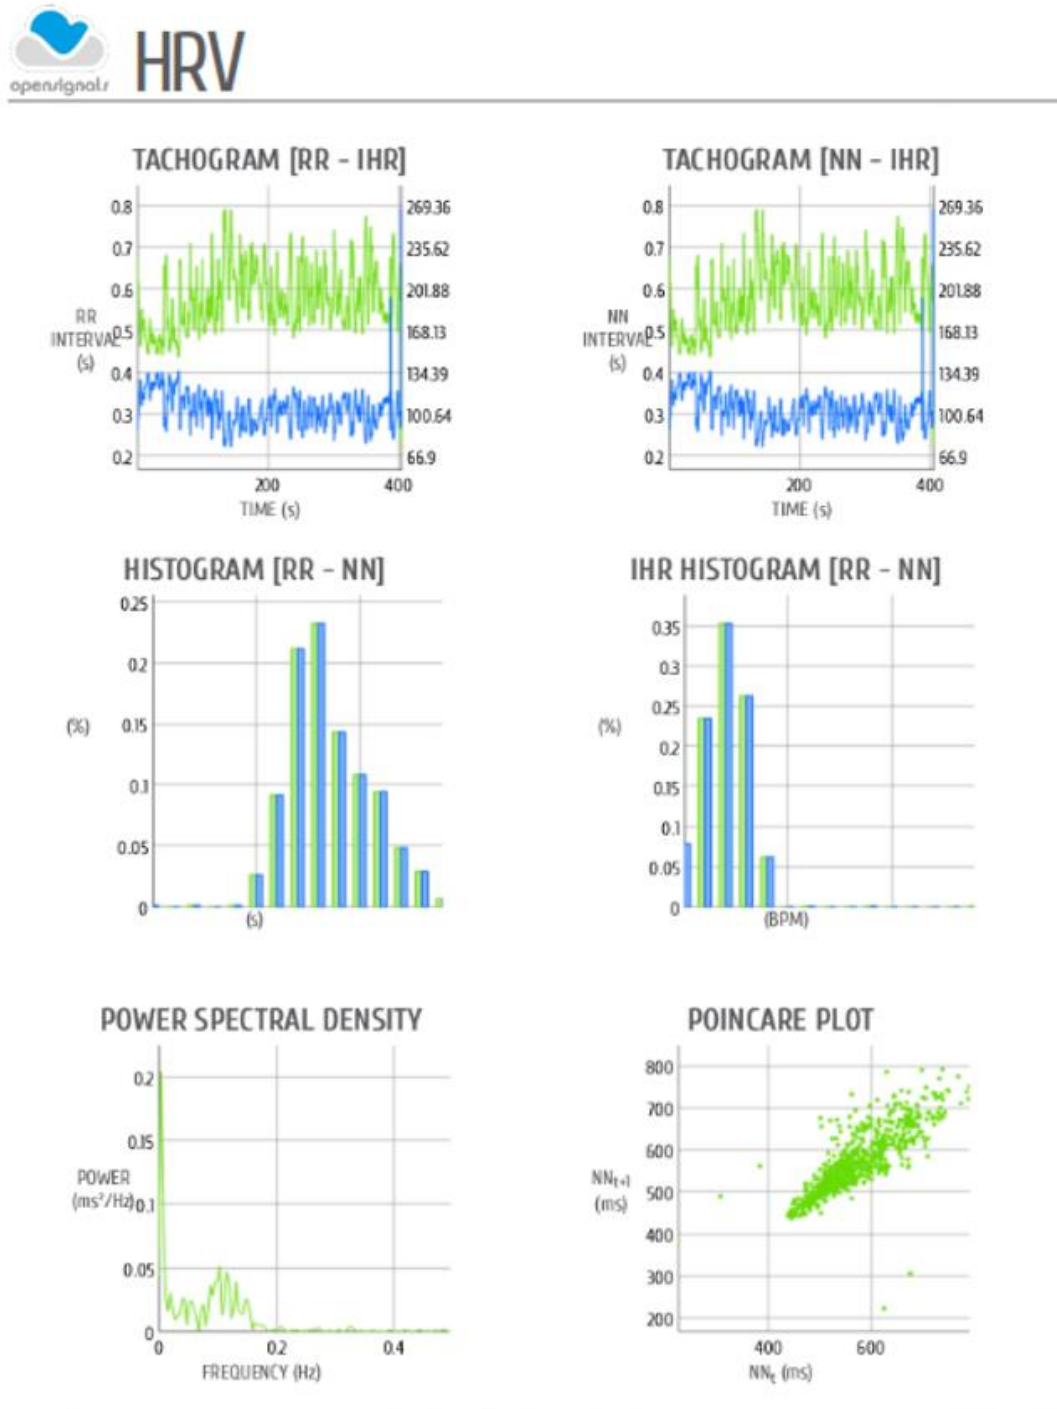 opensignals
HRV
TACHOGRAM [RR - IHR]
0.8
0.7
0.6
0.5
0.4
0.3
0.2
RR
INTERVAL
(s)
269.36
235.62
201.88
168.13
134.39
100.64
66.9
200
400
TIME (s)
TACHOGRAM [NN - IHR]
0.8
0.7
0.6
0.5
0.4
0.3
0.2
NN
INTERVAL
(s)
269.36
235.62
201.88
168.13
134.39
100.64
66.9
200
400
TIME (s)
HISTOGRAM [RR - NN]
0.25
0.2
0.15
0.1
0.05
0
(%)
(s)
IHR HISTOGRAM [RR - NN]
0.35
0.3
0.25
0.2
0.15
0.1
0.05
0
(%)
(BPM)
POWER SPECTRAL DENSITY
0.2
0.15
0.1
0.05
0
POWER
(ms²/Hz)
0
0.2
0.4
FREQUENCY (Hz)
POINCARE PLOT
800
700
600
500
400
300
200
NNt+1
(ms)
400
600
NNt (ms)